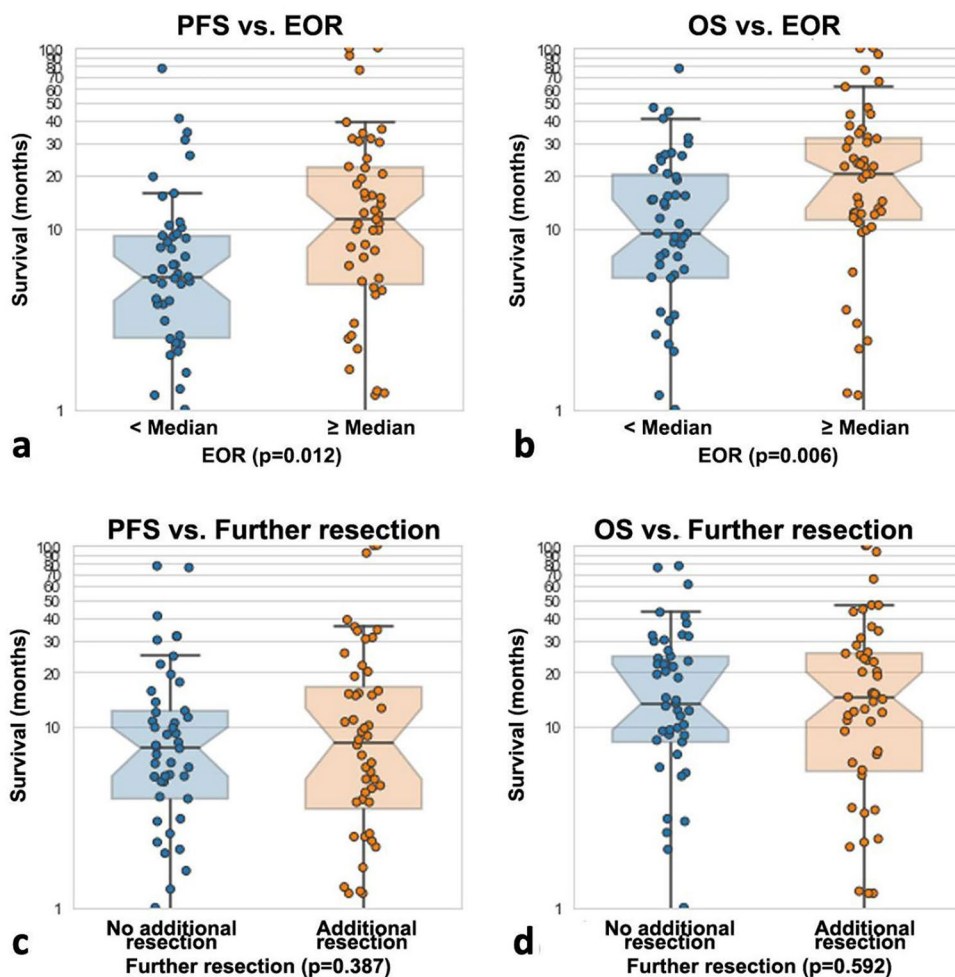 PFS vs. EOR
100
90
80
70
60
50
40
30
20
10
1
Survival (months)
< Median
≥ Median
EOR (p=0.012)
a
OS vs. EOR
100
90
80
70
60
50
40
30
20
10
1
Survival (months)
< Median
≥ Median
EOR (p=0.006)
b
PFS vs. Further resection
100
90
80
70
60
50
40
30
20
10
1
Survival (months)
No additional
resection
Additional
resection
Further resection (p=0.387)
c
OS vs. Further resection
100
90
80
70
60
50
40
30
20
10
1
Survival (months)
No additional
resection
Additional
resection
Further resection (p=0.592)
d